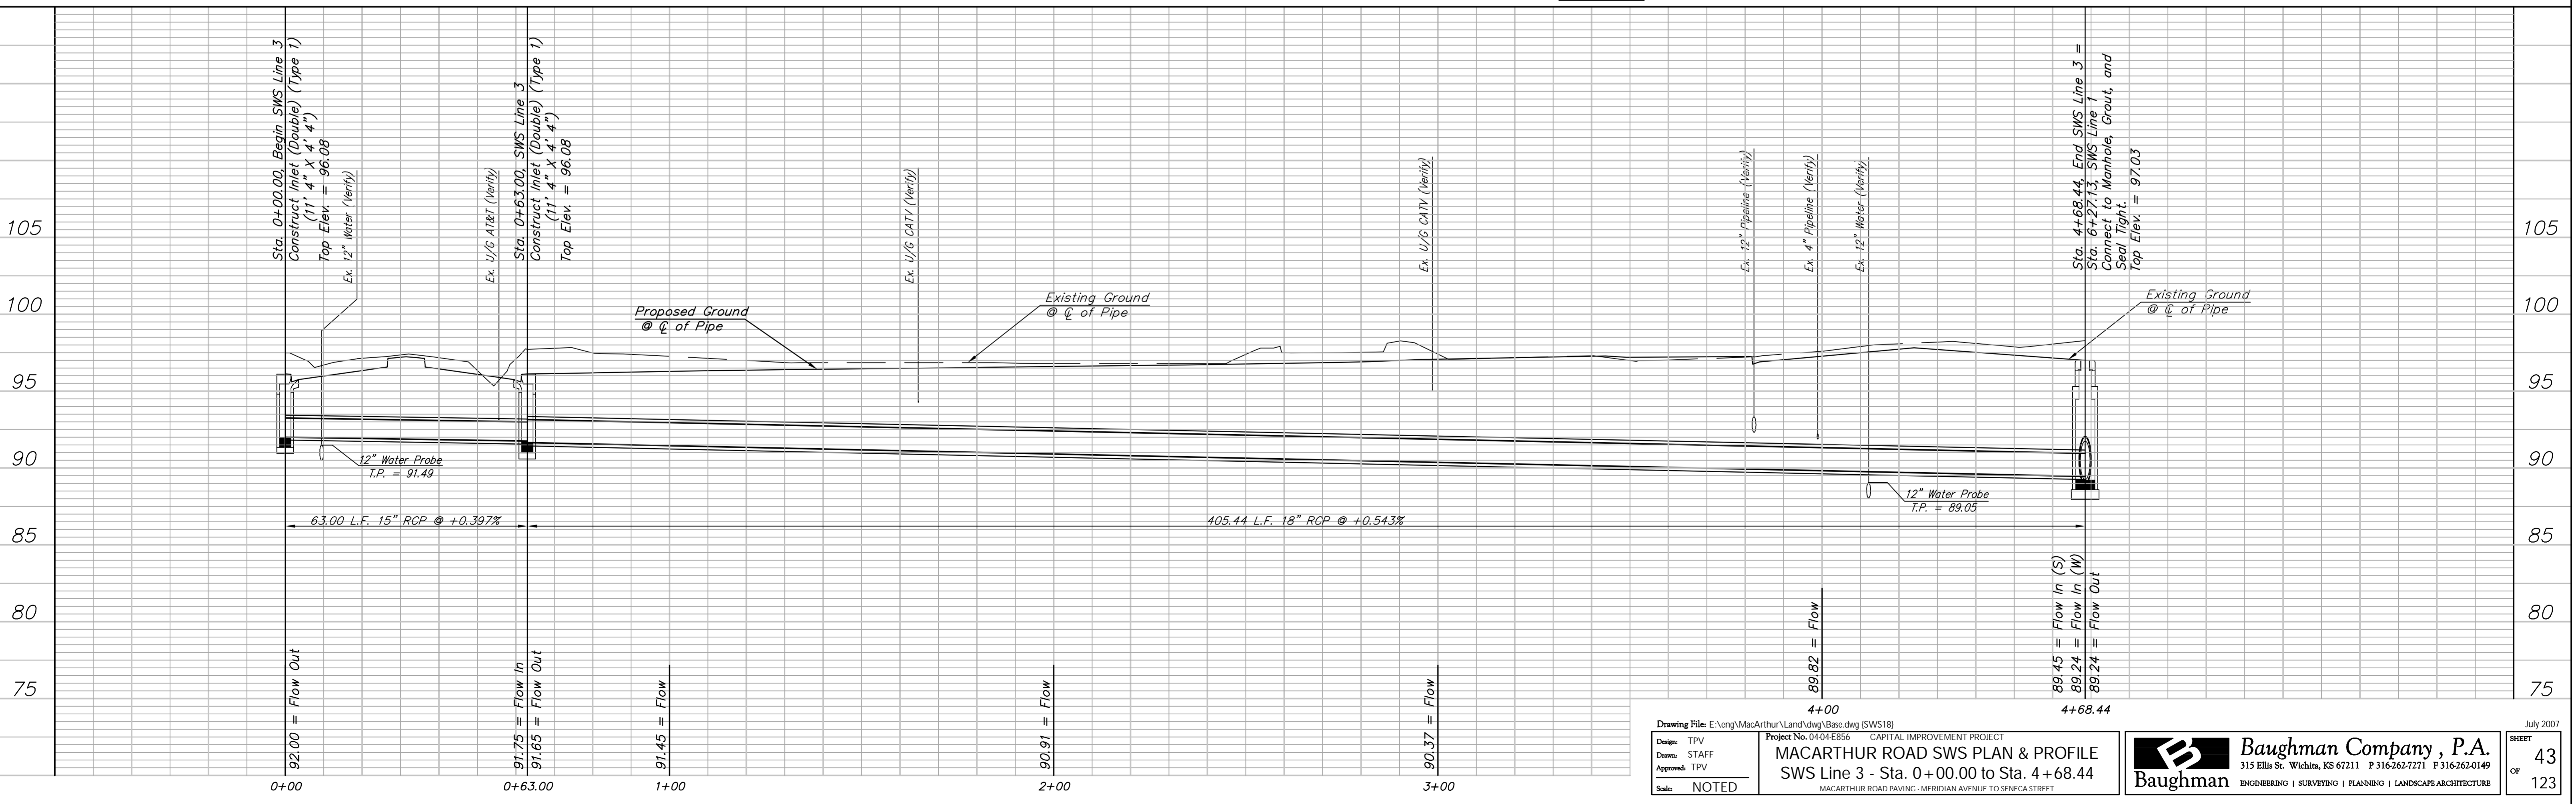 Sta. 0+00.00, Begin SWS Line 3
Construct Inlet (Double) (Type 1)
(11' 4" X 4' 4")
Top Elev. = 96.08
Ex. 12" Water (Verify)
Ex. U/G AT&T (Verify)
Sta. 0+63.00, SWS Line 3
Construct Inlet (Double) (Type 1)
(11' 4" X 4' 4")
Top Elev. = 96.08
Ex. U/G CATV (Verify)
Ex. U/G CATV (Verify)
Ex. 12" Pipeline (Verify)
Ex. 4" Pipeline (Verify)
Ex. 12" Water (Verify)
Sta. 4+68.44, End SWS Line 3 =
Sta. 6+27.13, SWS Line 1
Connect to Manhole, Grout, and
Seal Tight.
Top Elev. = 97.03
105
105
100
100
Proposed Ground
@ ℄ of Pipe
Existing Ground
@ ℄ of Pipe
Existing Ground
@ ℄ of Pipe
95
95
90
90
12" Water Probe
T.P. = 91.49
12" Water Probe
T.P. = 89.05
63.00 L.F. 15" RCP @ +0.397%
405.44 L.F. 18" RCP @ +0.543%
85
85
80
80
75
75
92.00 = Flow Out
91.75 = Flow In
91.65 = Flow Out
91.45 = Flow
90.91 = Flow
90.37 = Flow
89.82 = Flow
89.45 = Flow In (S)
89.24 = Flow In (W)
89.24 = Flow Out
0+00
0+63.00
1+00
2+00
3+00
4+00
4+68.44
Drawing File: E:\eng\MacArthur\Land\dwg\Base.dwg (SWS18)
July 2007
Design: TPV
Drawn: STAFF
Approved: TPV
Scale: NOTED
Project No. 04-04-E856 CAPITAL IMPROVEMENT PROJECT
MACARTHUR ROAD SWS PLAN & PROFILE
SWS Line 3 - Sta. 0+00.00 to Sta. 4+68.44
MACARTHUR ROAD PAVING - MERIDIAN AVENUE TO SENECA STREET
B
Baughman
Baughman Company, P.A.
315 Ellis St. Wichita, KS 67211 P 316-262-7271 F 316-262-0149
ENGINEERING | SURVEYING | PLANNING | LANDSCAPE ARCHITECTURE
SHEET
43
OF
123